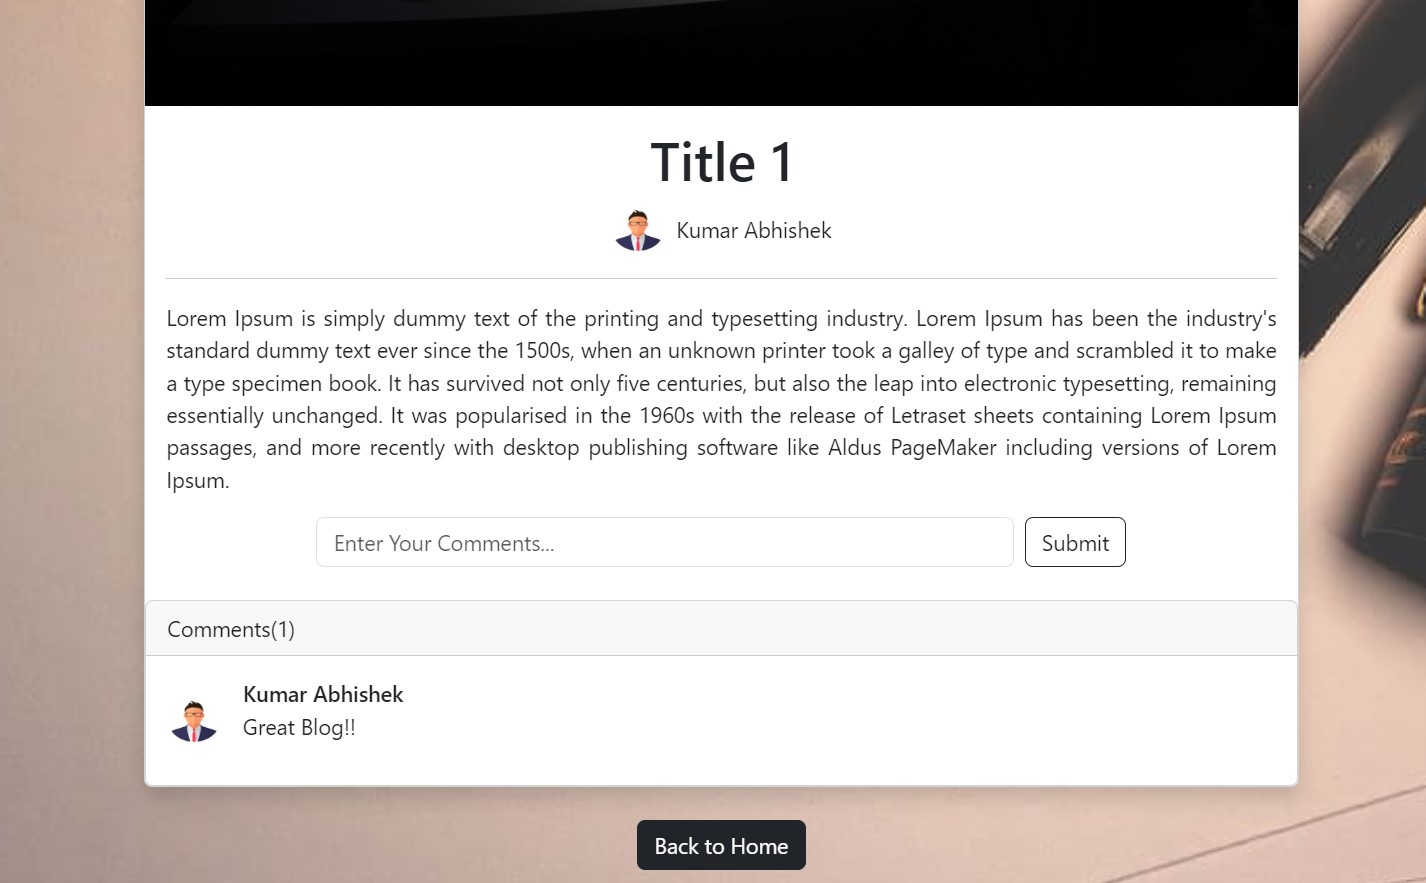 Title 1
Kumar Abhishek
Lorem Ipsum is simply dummy text of the printing and typesetting industry. Lorem Ipsum has been the industry's
standard dummy text ever since the 1500s, when an unknown printer took a galley of type and scrambled it to make
a type specimen book. It has survived not only five centuries, but also the leap into electronic typesetting, remaining
essentially unchanged. It was popularised in the 1960s with the release of Letraset sheets containing Lorem Ipsum
passages, and more recently with desktop publishing software like Aldus PageMaker including versions of Lorem
Ipsum.
Enter Your Comments...
Submit
Comments(1)
Kumar Abhishek
Great Blog!!
Back to Home